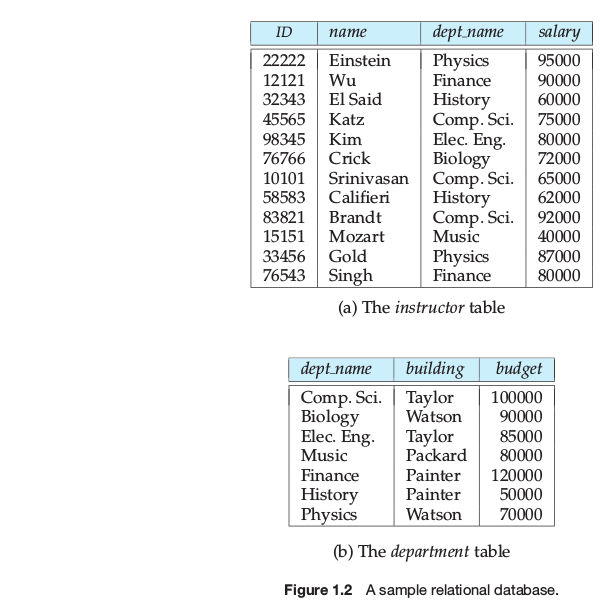 ID name dept_name salary
22222 Einstein Physics 95000
12121 Wu Finance 90000
32343 El Said History 60000
45565 Katz Comp. Sci. 75000
98345 Kim Elec. Eng. 80000
76766 Crick Biology 72000
10101 Srinivasan Comp. Sci. 65000
58583 Califieri History 62000
83821 Brandt Comp. Sci. 92000
15151 Mozart Music 40000
33456 Gold Physics 87000
76543 Singh Finance 80000
(a) The instructor table
dept_name building budget
Comp. Sci. Taylor 100000
Biology Watson 90000
Elec. Eng. Taylor 85000
Music Packard 80000
Finance Painter 120000
History Painter 50000
Physics Watson 70000
(b) The department table
Figure 1.2 A sample relational database.